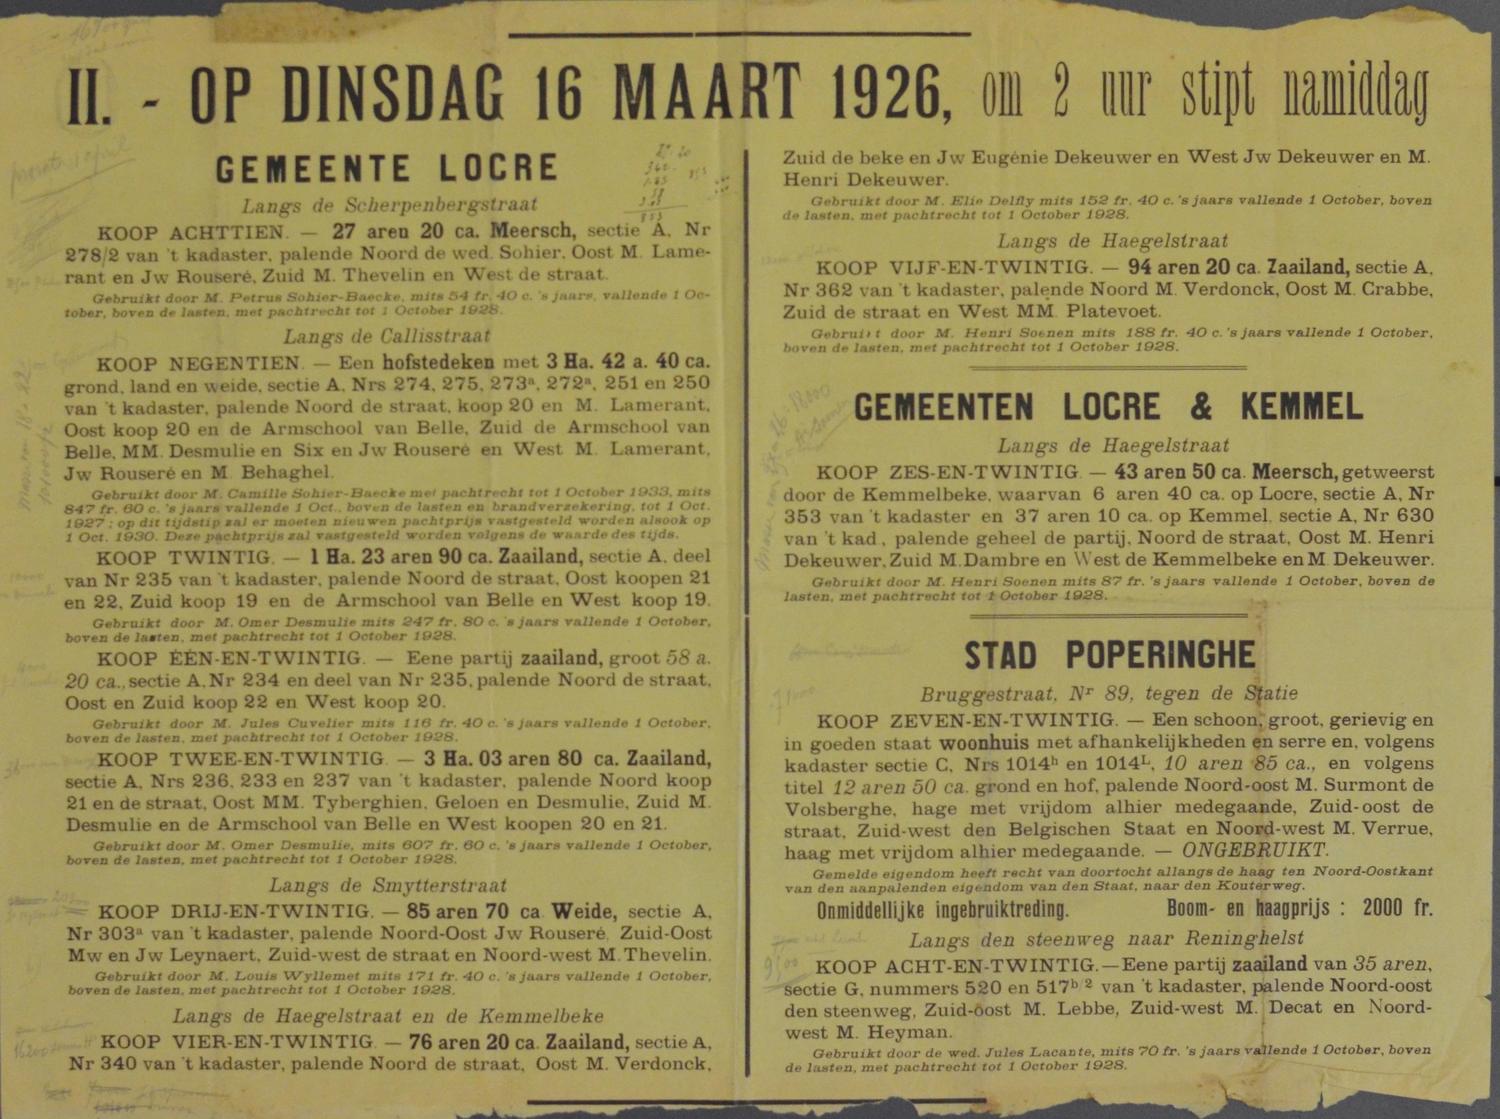 II. - OP DINSDAG 16 MAART 1926, om 2 uur stipt namiddag
GEMEENTE LOCRE
Langs de Scherpenbergstraat
KOOP ACHTTIEN. — 27 aren 20 ca. Meersch, sectie A, Nr
278/2 van 't kadaster, palende Noord de wed. Sohier, Oost M. Lame-
rant en Jw Rouseré, Zuid M. Thevelin en West de straat.
Gebruikt door M. Petrus Sohier-Baecke, mits 54 fr. 40 c. 's jaars, vallende 1 Oc-
tober, boven de lasten, met pachtrecht tot 1 October 1928.
Langs de Callisstraat
KOOP NEGENTIEN. — Een hofstedeken met 3 Ha. 42 a. 40 ca.
grond, land en weide, sectie A, Nrs 274, 275, 273ᵃ, 272ᵃ, 251 en 250
van 't kadaster, palende Noord de straat, koop 20 en M. Lamerant,
Oost koop 20 en de Armschool van Belle, Zuid de Armschool van
Belle, MM. Desmulie en Six en Jw Rouseré en West M. Lamerant,
Jw Rouseré en M. Behaghel.
Gebruikt door M. Camille Sohier-Baecke met pachtrecht tot 1 October 1933, mits
847 fr. 60 c. 's jaars vallende 1 Oct., boven de lasten en brandverzekering, tot 1 Oct.
1927 ; op dit tijdstip zal er moeten nieuwen pachtprijs vastgesteld worden alsook op
1 Oct. 1930. Deze pachtprijs zal vastgesteld worden volgens de waarde des tijds.
KOOP TWINTIG. — 1 Ha. 23 aren 90 ca. Zaailand, sectie A, deel
van Nr 235 van 't kadaster, palende Noord de straat, Oost koopen 21
en 22, Zuid koop 19 en de Armschool van Belle en West koop 19.
Gebruikt door M. Omer Desmulie mits 247 fr. 80 c. 's jaars vallende 1 October,
boven de lasten, met pachtrecht tot 1 October 1928.
KOOP ÉÉN-EN-TWINTIG. — Eene partij zaailand, groot 58 a.
20 ca., sectie A, Nr 234 en deel van Nr 235, palende Noord de straat,
Oost en Zuid koop 22 en West koop 20.
Gebruikt door M. Jules Cuvelier mits 116 fr. 40 c. 's jaars vallende 1 October,
boven de lasten, met pachtrecht tot 1 October 1928.
KOOP TWEE-EN-TWINTIG. — 3 Ha. 03 aren 80 ca. Zaailand,
sectie A, Nrs 236, 233 en 237 van 't kadaster, palende Noord koop
21 en de straat, Oost MM. Tyberghien, Geloen en Desmulie, Zuid M.
Desmulie en de Armschool van Belle en West koopen 20 en 21.
Gebruikt door M. Omer Desmulie, mits 607 fr. 60 c. 's jaars vallende 1 October,
boven de lasten, met pachtrecht tot 1 October 1928.
Langs de Smytterstraat
KOOP DRIJ-EN-TWINTIG. — 85 aren 70 ca. Weide, sectie A,
Nr 303ᵃ van 't kadaster, palende Noord-Oost Jw Rouseré, Zuid-Oost
Mw en Jw Leynaert, Zuid-west de straat en Noord-west M. Thevelin.
Gebruikt door M. Louis Wyllemet mits 171 fr. 40 c. 's jaars vallende 1 October,
boven de lasten, met pachtrecht tot 1 October 1928.
Langs de Haegelstraat en de Kemmelbeke
KOOP VIER-EN-TWINTIG. — 76 aren 20 ca. Zaailand, sectie A,
Nr 340 van 't kadaster, palende Noord de straat, Oost M. Verdonck,
Zuid de beke en Jw Eugénie Dekeuwer en West Jw Dekeuwer en M.
Henri Dekeuwer.
Gebruikt door M. Elie Delfly mits 152 fr. 40 c. 's jaars vallende 1 October, boven
de lasten, met pachtrecht tot 1 October 1928.
Langs de Haegelstraat
KOOP VIJF-EN-TWINTIG. — 94 aren 20 ca. Zaailand, sectie A,
Nr 362 van 't kadaster, palende Noord M. Verdonck, Oost M. Crabbe,
Zuid de straat en West MM. Platevoet.
Gebruikt door M. Henri Soenen mits 188 fr. 40 c. 's jaars vallende 1 October,
boven de lasten, met pachtrecht tot 1 October 1928.
GEMEENTEN LOCRE & KEMMEL
Langs de Haegelstraat
KOOP ZES-EN-TWINTIG. — 43 aren 50 ca. Meersch, getweerst
door de Kemmelbeke, waarvan 6 aren 40 ca. op Locre, sectie A, Nr
353 van 't kadaster en 37 aren 10 ca. op Kemmel, sectie A, Nr 630
van 't kad., palende geheel de partij, Noord de straat, Oost M. Henri
Dekeuwer, Zuid M. Dambre en West de Kemmelbeke en M. Dekeuwer.
Gebruikt door M. Henri Soenen mits 87 fr. 's jaars vallende 1 October, boven de
lasten, met pachtrecht tot 1 October 1928.
STAD POPERINGHE
Bruggestraat, Nʳ 89, tegen de Statie
KOOP ZEVEN-EN-TWINTIG. — Een schoon, groot, gerievig en
in goeden staat woonhuis met afhankelijkheden en serre en, volgens
kadaster sectie C, Nrs 1014ʰ en 1014ᴸ, 10 aren 85 ca., en volgens
titel 12 aren 50 ca. grond en hof, palende Noord-oost M. Surmont de
Volsberghe, hage met vrijdom alhier medegaande, Zuid-oost de
straat, Zuid-west den Belgischen Staat en Noord-west M. Verrue,
haag met vrijdom alhier medegaande. — ONGEBRUIKT.
Gemelde eigendom heeft recht van doortocht allangs de haag ten Noord-Oostkant
van den aanpalenden eigendom van den Staat, naar den Kouterweg.
Onmiddellijke ingebruiktreding. Boom- en haagprijs : 2000 fr.
Langs den steenweg naar Reninghelst
KOOP ACHT-EN-TWINTIG. — Eene partij zaailand van 35 aren,
sectie G, nummers 520 en 517ᵇ/² van 't kadaster, palende Noord-oost
den steenweg, Zuid-oost M. Lebbe, Zuid-west M. Decat en Noord-
west M. Heyman.
Gebruikt door de wed. Jules Lacante, mits 70 fr. 's jaars vallende 1 October, boven
de lasten, met pachtrecht tot 1 October 1928.